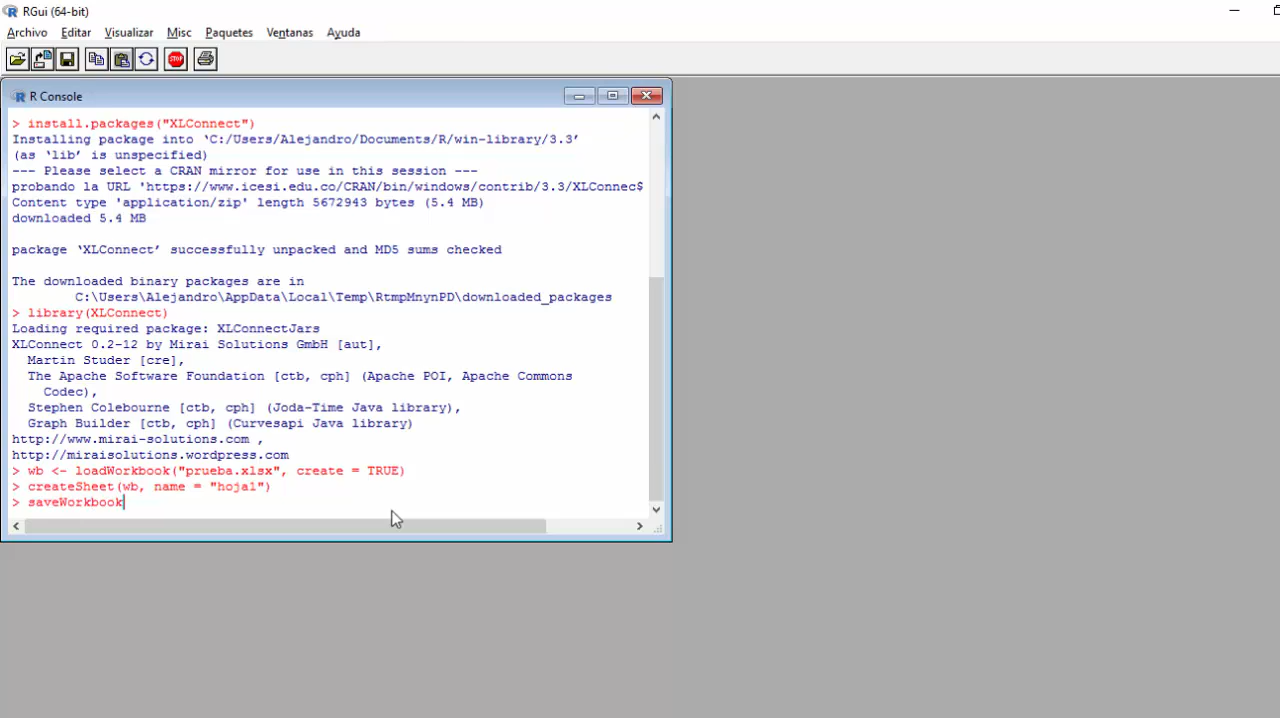 RGui (64-bit)
Archivo Editar Visualizar Misc Paquetes Ventanas Ayuda
STOP
R Console
> install.packages("XLConnect")
Installing package into ‘C:/Users/Alejandro/Documents/R/win-library/3.3’
(as ‘lib’ is unspecified)
--- Please select a CRAN mirror for use in this session ---
probando la URL 'https://www.icesi.edu.co/CRAN/bin/windows/contrib/3.3/XLConnec$
Content type 'application/zip' length 5672943 bytes (5.4 MB)
downloaded 5.4 MB
package ‘XLConnect’ successfully unpacked and MD5 sums checked
The downloaded binary packages are in
C:\Users\Alejandro\AppData\Local\Temp\RtmpMnynPD\downloaded_packages
> library(XLConnect)
Loading required package: XLConnectJars
XLConnect 0.2-12 by Mirai Solutions GmbH [aut],
Martin Studer [cre],
The Apache Software Foundation [ctb, cph] (Apache POI, Apache Commons
Codec),
Stephen Colebourne [ctb, cph] (Joda-Time Java library),
Graph Builder [ctb, cph] (Curvesapi Java library)
http://www.mirai-solutions.com ,
http://miraisolutions.wordpress.com
> wb <- loadWorkbook("prueba.xlsx", create = TRUE)
> createSheet(wb, name = "hoja1")
> saveWorkbook